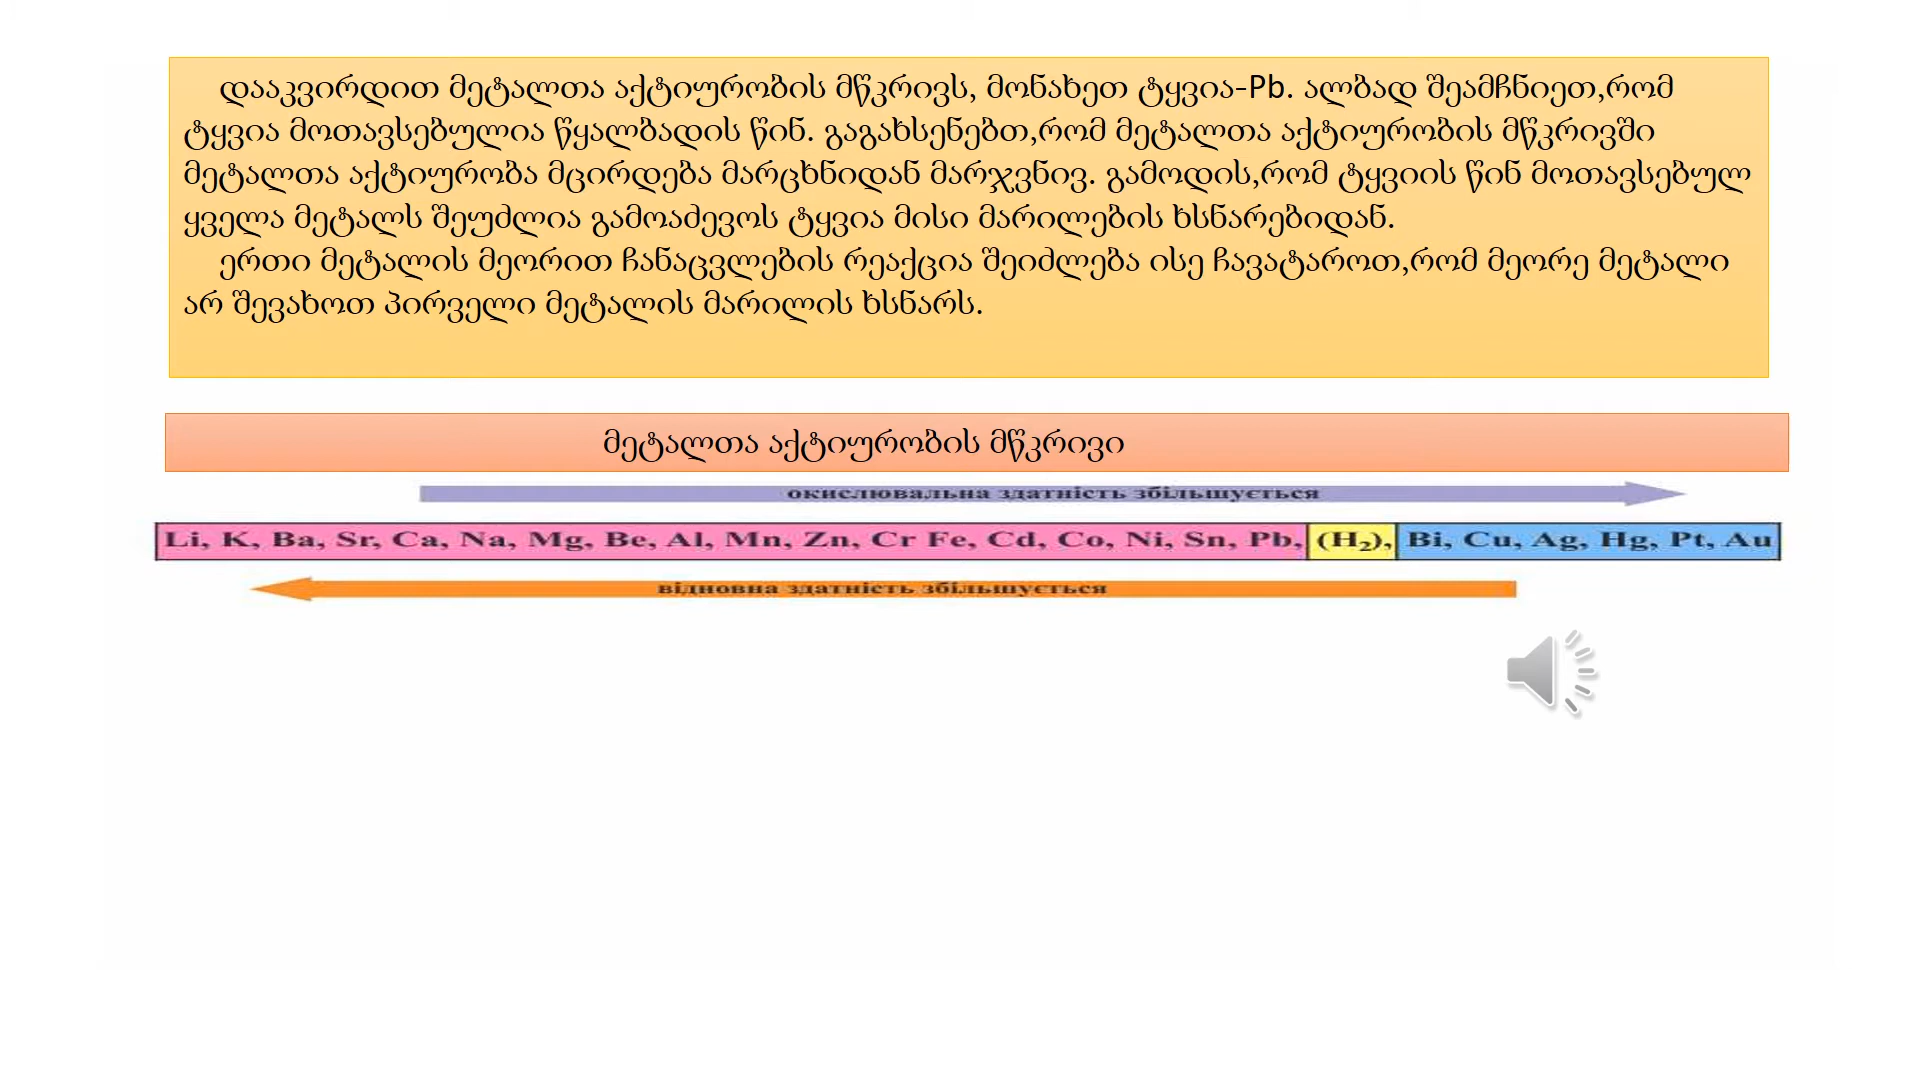 დააკვირდით მეტალთა აქტიურობის მწკრივს, მონახეთ ტყვია-Pb. ალბად შეამჩნიეთ,რომ
ტყვია მოთავსებულია წყალბადის წინ. გაგახსენებთ,რომ მეტალთა აქტიურობის მწკრივში
მეტალთა აქტიურობა მცირდება მარცხნიდან მარჯვნივ. გამოდის,რომ ტყვიის წინ მოთავსებულ
ყველა მეტალს შეუძლია გამოაძევოს ტყვია მისი მარილების ხსნარებიდან.
ერთი მეტალის მეორით ჩანაცვლების რეაქცია შეიძლება ისე ჩავატაროთ,რომ მეორე მეტალი
არ შევახოთ პირველი მეტალის მარილის ხსნარს.
მეტალთა აქტიურობის მწკრივი
окислювальна здатність збільшується
Li, K, Ba, Sr, Ca, Na, Mg, Be, Al, Mn, Zn, Cr Fe, Cd, Co, Ni, Sn, Pb, (H₂), Bi, Cu, Ag, Hg, Pt, Au
відновна здатність збільшується